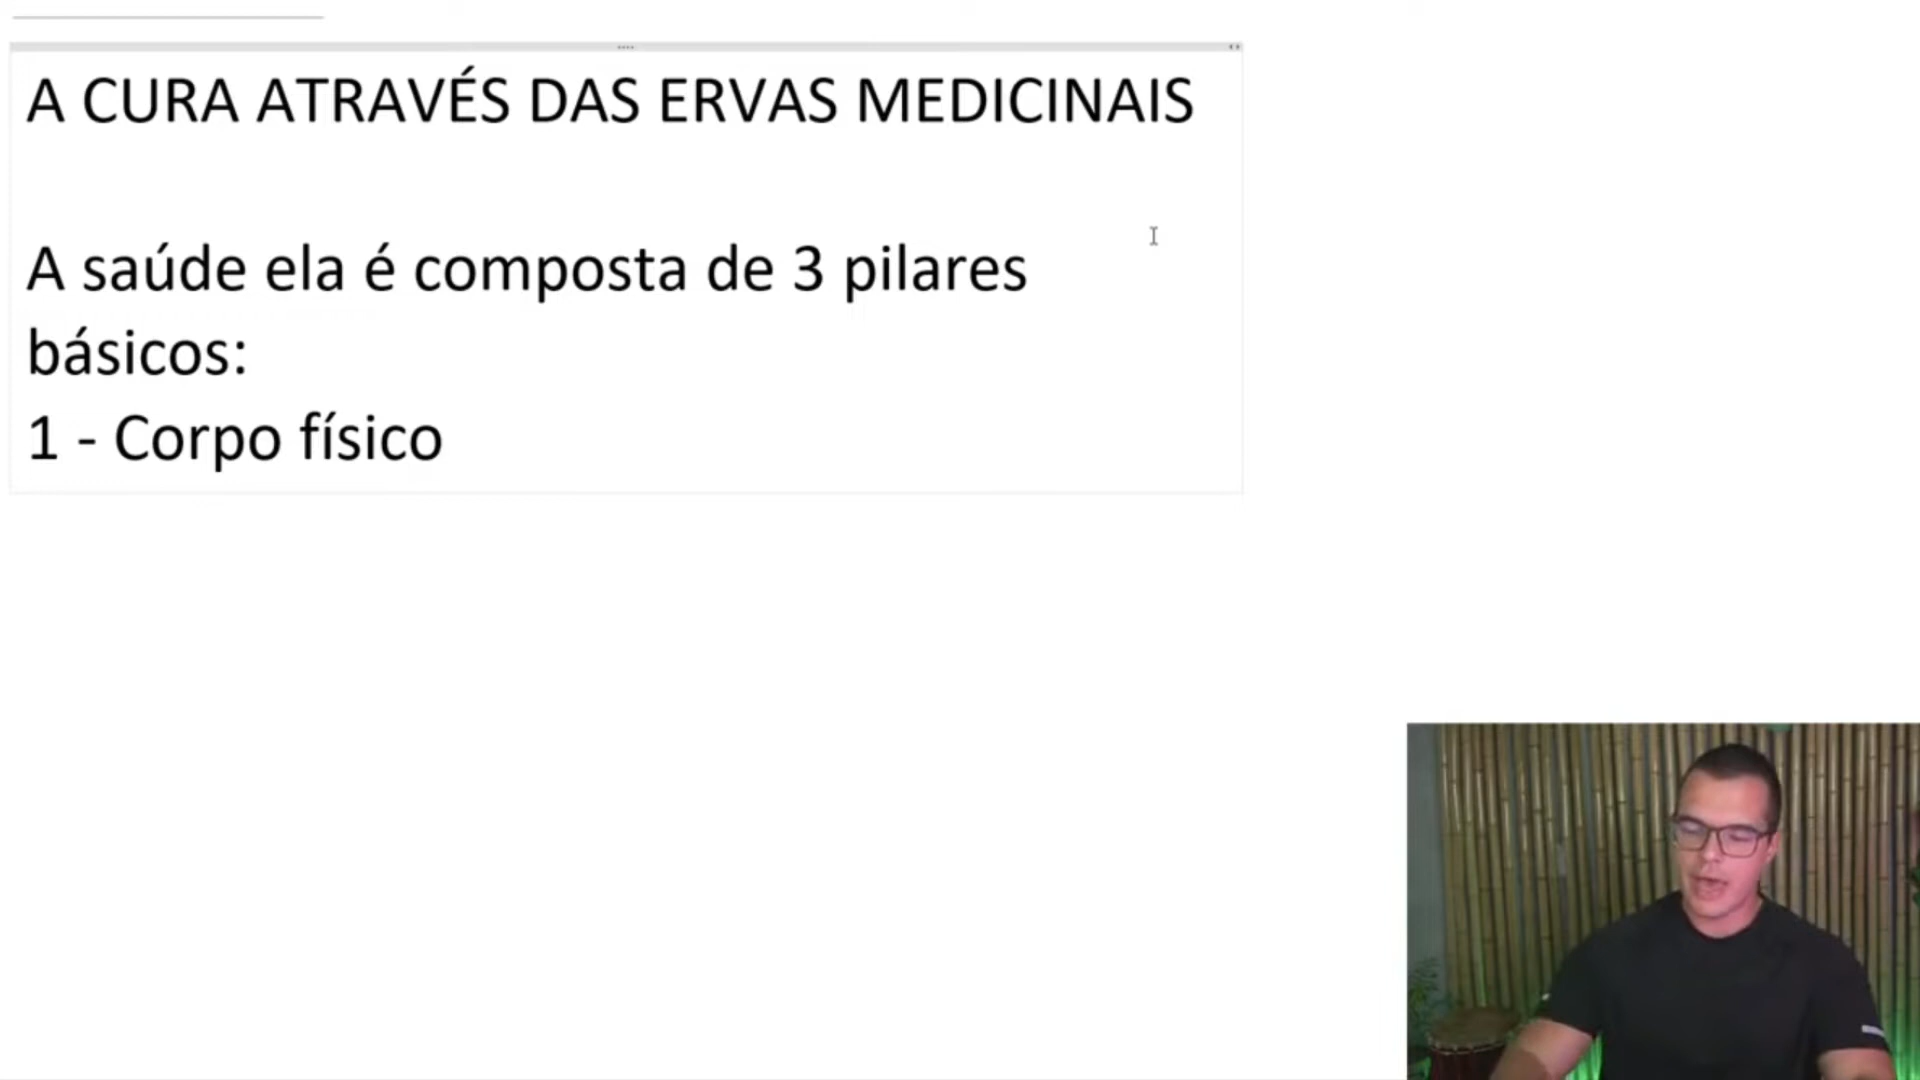 A CURA ATRAVÉS DAS ERVAS MEDICINAIS
A saúde ela é composta de 3 pilares
básicos:
1 - Corpo físico